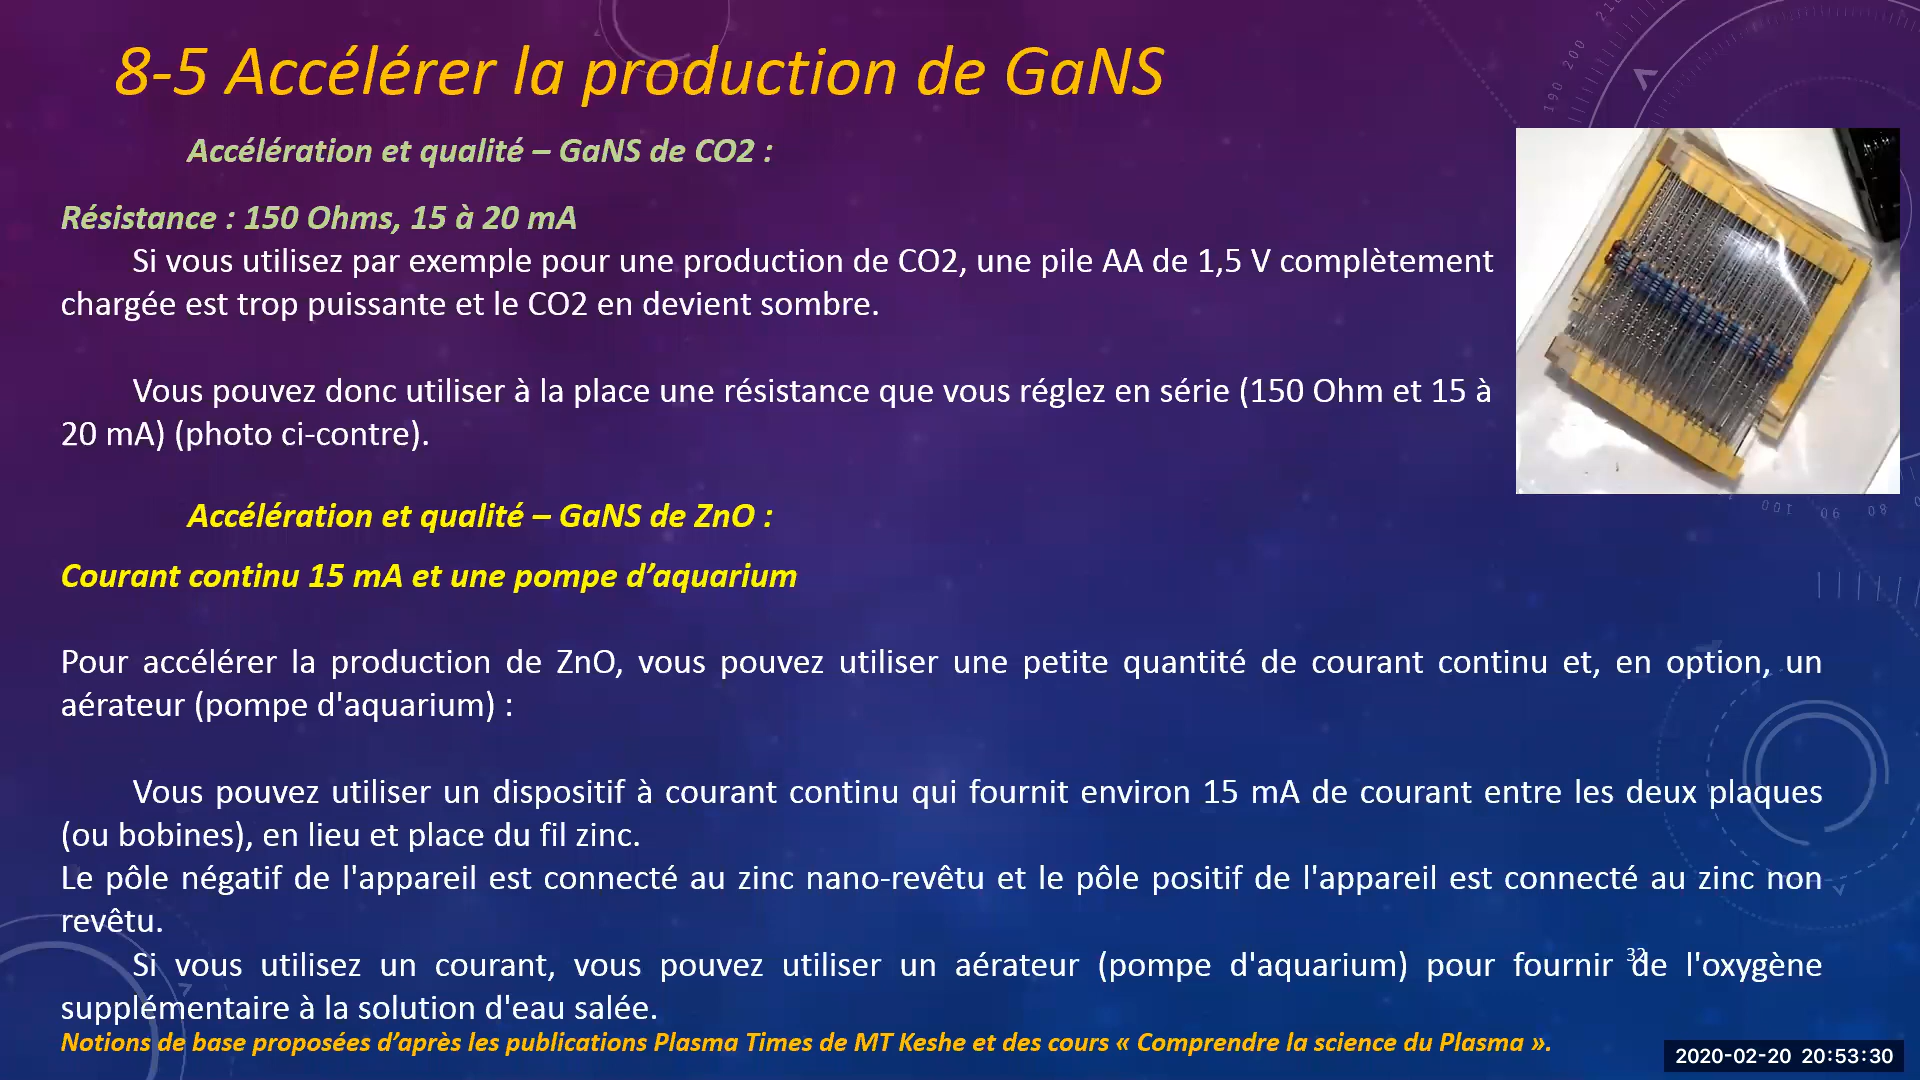 8-5 Accélérer la production de GaNS
Accélération et qualité – GaNS de CO2 :
Résistance : 150 Ohms, 15 à 20 mA
Si vous utilisez par exemple pour une production de CO2, une pile AA de 1,5 V complètement
chargée est trop puissante et le CO2 en devient sombre.
Vous pouvez donc utiliser à la place une résistance que vous réglez en série (150 Ohm et 15 à
20 mA) (photo ci-contre).
Accélération et qualité – GaNS de ZnO :
Courant continu 15 mA et une pompe d’aquarium
Pour accélérer la production de ZnO, vous pouvez utiliser une petite quantité de courant continu et, en option, un
aérateur (pompe d'aquarium) :
Vous pouvez utiliser un dispositif à courant continu qui fournit environ 15 mA de courant entre les deux plaques
(ou bobines), en lieu et place du fil zinc.
Le pôle négatif de l'appareil est connecté au zinc nano-revêtu et le pôle positif de l'appareil est connecté au zinc non
revêtu.
Si vous utilisez un courant, vous pouvez utiliser un aérateur (pompe d'aquarium) pour fournir de l'oxygène
supplémentaire à la solution d'eau salée.
Notions de base proposées d’après les publications Plasma Times de MT Keshe et des cours « Comprendre la science du Plasma ».
2020-02-20 20:53:30
190 200
100 90 80